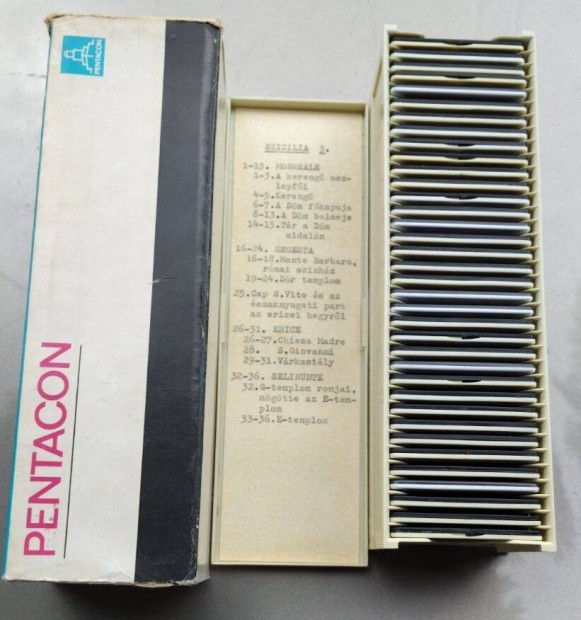 PENTACON
PENTACON
SZICILIA 3.
1-15. MONREALE
1-3.A kerengő osz-
lopfői
4-5.Kerengő
6-7.A Dóm főkapuja
8-13.A Dóm belseje
14-15.Tér a Dóm
oldalán
16-24. SEGESTA
16-18.Monte Barbaro,
római szinház
19-24.Dór templom
25.Cap S.Vito és az
északnyugati part
az ericei hegyről
26-31. ERICE
26-27.Chiesa Madre
28. S.Giovanni
29-31.Várkastély
32-36. SELINUNTE
32.G-templom romjai,
mögötte az E-tem-
plom
33-36.E-templom